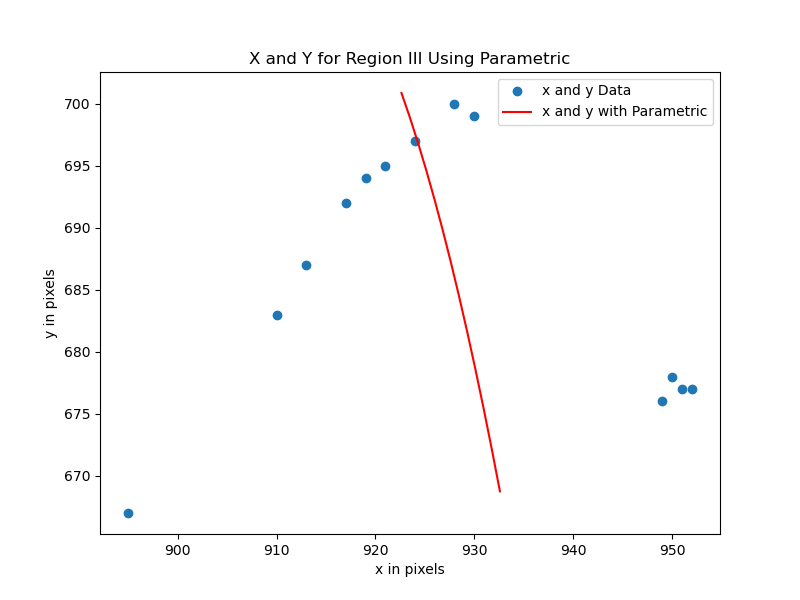 X and Y for Region III Using Parametric
x and y Data
x and y with Parametric
y in pixels
700
695
690
685
680
675
670
900 910 920 930 940 950
x in pixels